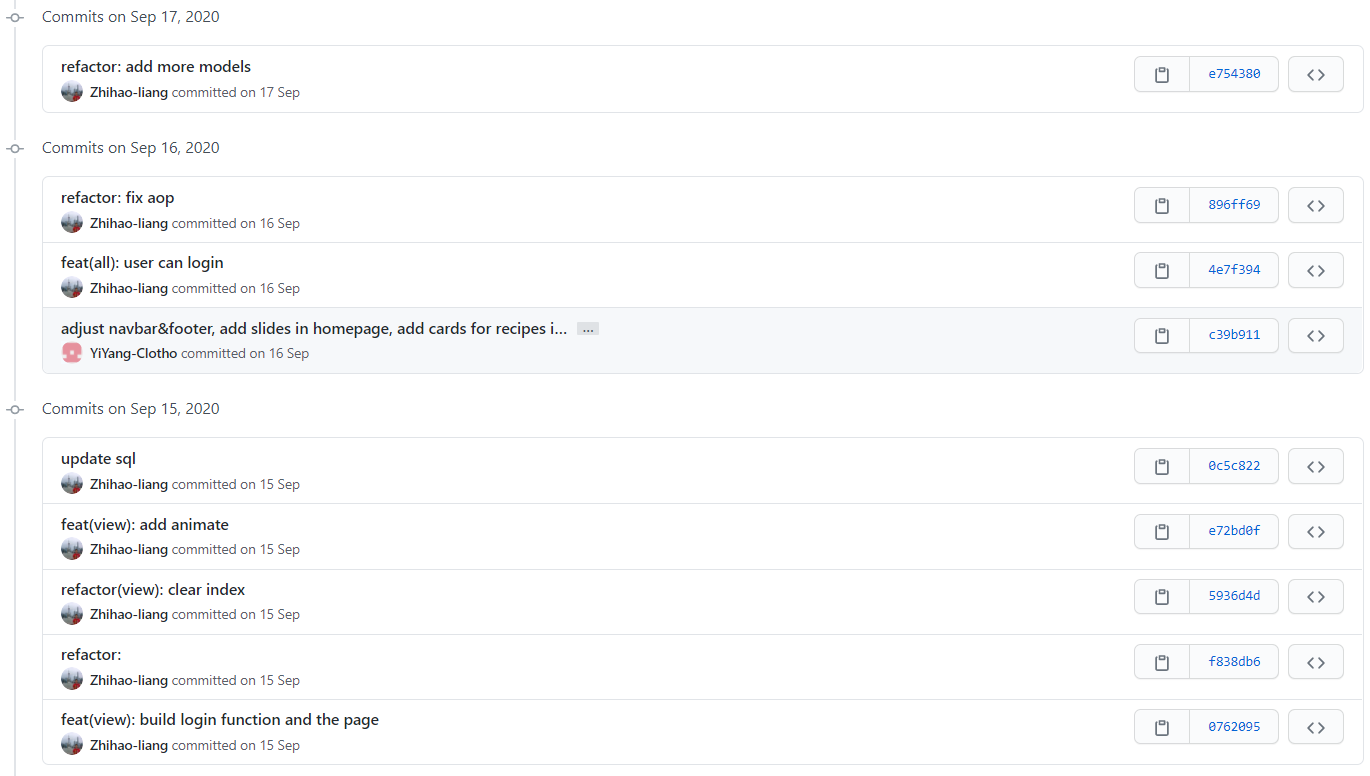 Commits on Sep 17, 2020
refactor: add more models
e754380
Zhihao-liang committed on 17 Sep
Commits on Sep 16, 2020
refactor: fix aop
896ff69
Zhihao-liang committed on 16 Sep
feat(all): user can login
4e7f394
Zhihao-liang committed on 16 Sep
adjust navbar&footer, add slides in homepage, add cards for recipes i... ...
c39b911
YiYang-Clotho committed on 16 Sep
Commits on Sep 15, 2020
update sql
0c5c822
Zhihao-liang committed on 15 Sep
feat(view): add animate
e72bd0f
Zhihao-liang committed on 15 Sep
refactor(view): clear index
5936d4d
Zhihao-liang committed on 15 Sep
refactor:
f838db6
Zhihao-liang committed on 15 Sep
feat(view): build login function and the page
0762095
Zhihao-liang committed on 15 Sep